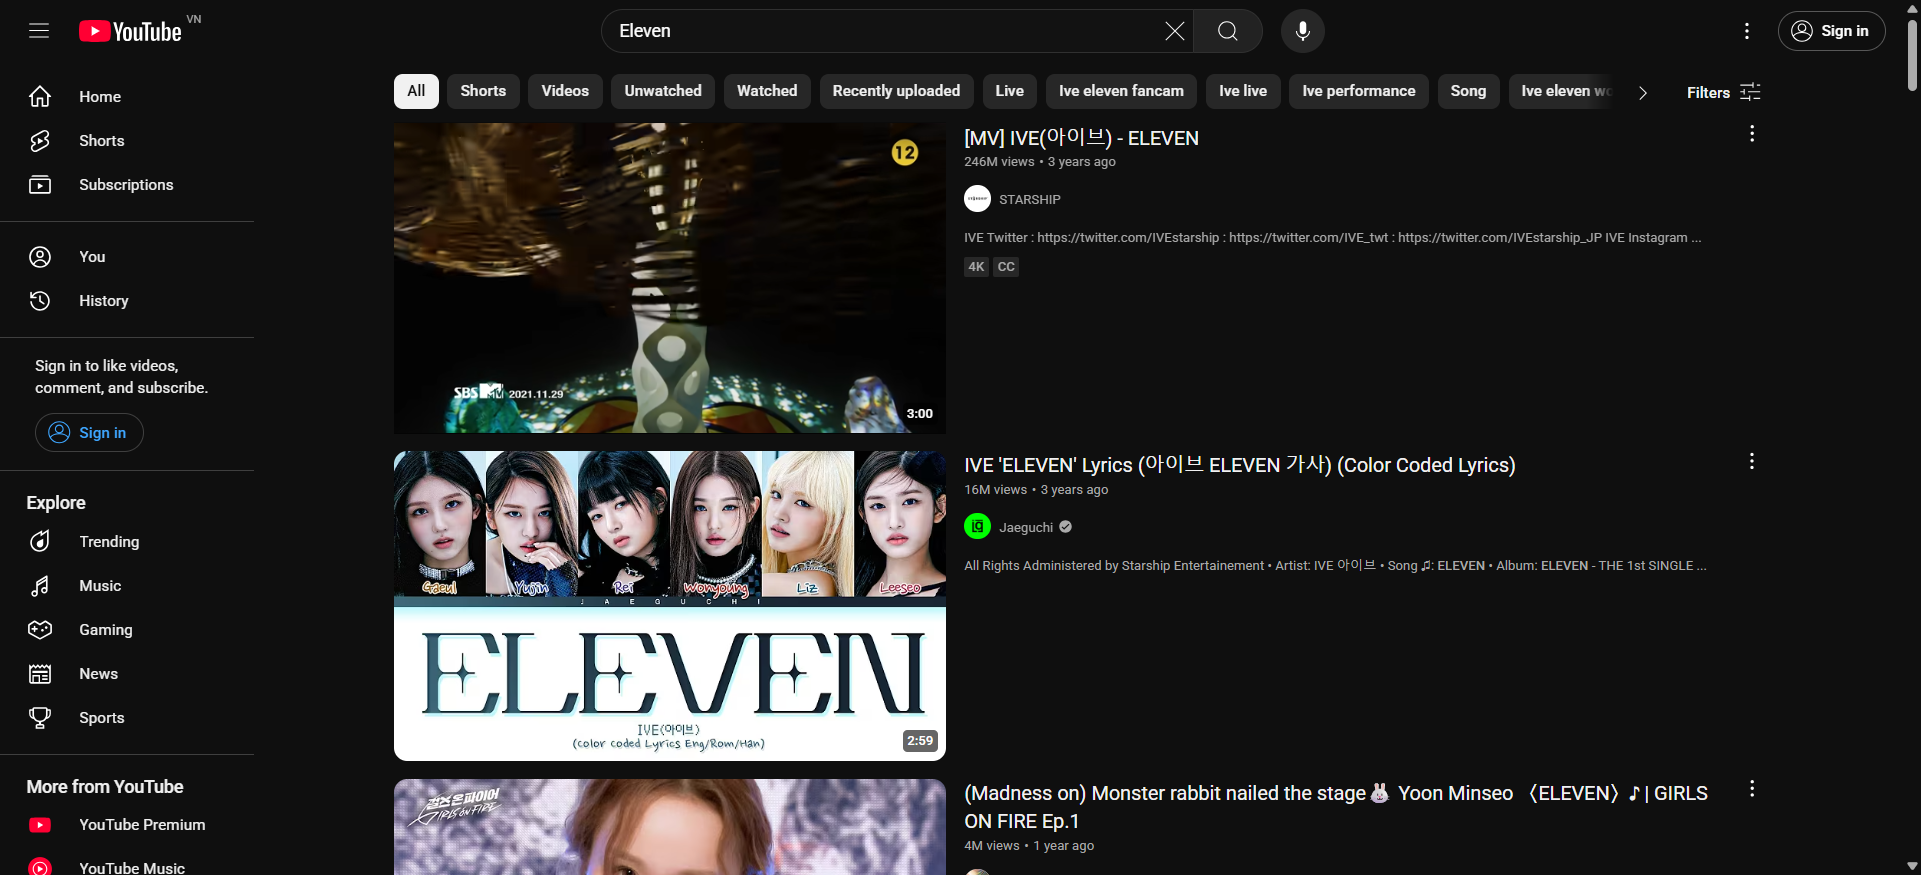 YouTube VN
Eleven
Sign in
Home
Shorts
Subscriptions
You
History
Sign in to like videos,
comment, and subscribe.
Sign in
Explore
Trending
Music
Gaming
News
Sports
More from YouTube
YouTube Premium
YouTube Music
All Shorts Videos Unwatched Watched Recently uploaded Live Ive eleven fancam Ive live Ive performance Song Ive eleven
Filters
12
SBS MTV 2021.11.29
3:00
[MV] IVE(아이브) - ELEVEN
246M views • 3 years ago
STARSHIP
IVE Twitter : https://twitter.com/IVEstarship : https://twitter.com/IVE_twt : https://twitter.com/IVEstarship_JP IVE Instagram ...
4K CC
Gaeul Yujin Rei Wonyoung Liz Leeseo
JAEGUCHI
ELEVEN
IVE(아이브)
(Color Coded Lyrics Eng/Rom/Han)
2:59
IVE 'ELEVEN' Lyrics (아이브 ELEVEN 가사) (Color Coded Lyrics)
16M views • 3 years ago
Jaeguchi
All Rights Administered by Starship Entertainement • Artist: IVE 아이브 • Song ♫: ELEVEN • Album: ELEVEN - THE 1st SINGLE ...
걸스온파이어
GIRLS ON FIRE
(Madness on) Monster rabbit nailed the stage🐰 Yoon Minseo 〈ELEVEN〉♪ | GIRLS
ON FIRE Ep.1
4M views • 1 year ago